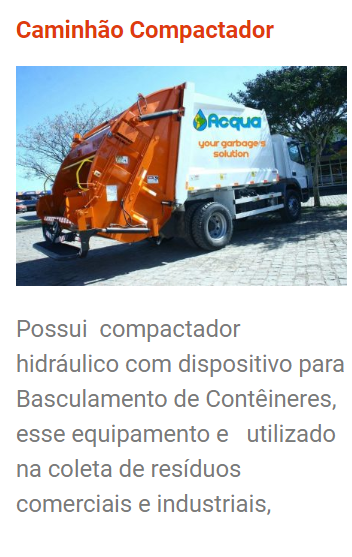 Caminhão Compactador
Acqua
your garbage's
solution
Possui compactador
hidráulico com dispositivo para
Basculamento de Contêineres,
esse equipamento e utilizado
na coleta de resíduos
comerciais e industriais,